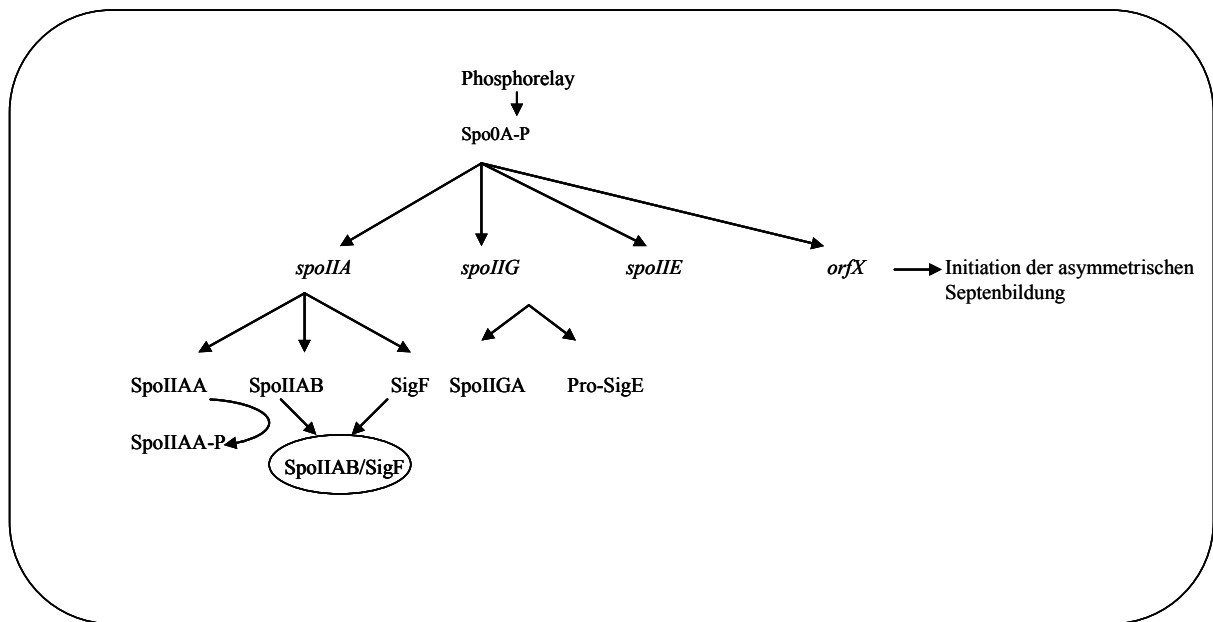 Phosphorelay
Spo0A-P
spoIIA spoIIG spoIIE orfX Initiation der asymmetrischen
Septenbildung
SpoIIAA SpoIIAB SigF SpoIIGA Pro-SigE
SpoIIAA-P
SpoIIAB/SigF